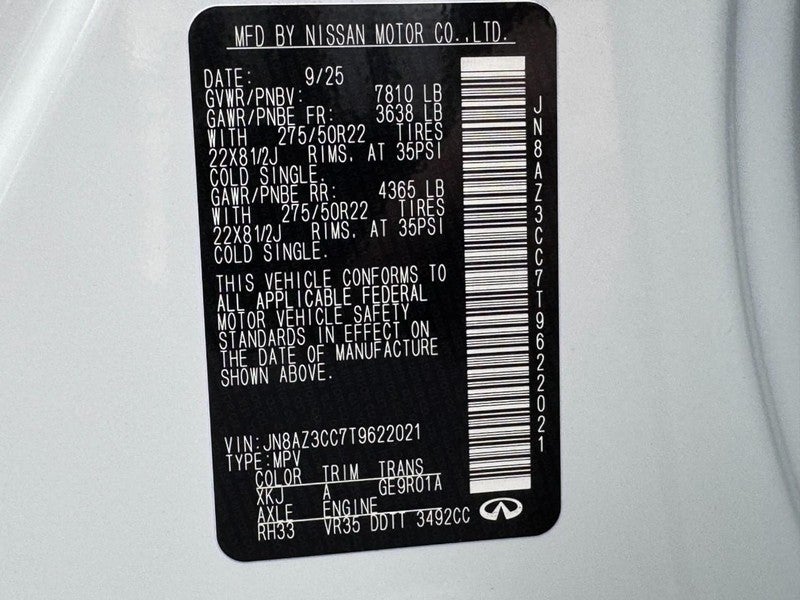 MFD BY NISSAN MOTOR CO.,LTD.
DATE: 9/25
GVWR/PNBV: 7810 LB
GAWR/PNBE FR: 3638 LB
WITH 275/50R22 TIRES
22X81/2J RIMS, AT 35PSI
COLD SINGLE.
GAWR/PNBE RR: 4365 LB
WITH 275/50R22 TIRES
22X81/2J RIMS, AT 35PSI
COLD SINGLE.
THIS VEHICLE CONFORMS TO
ALL APPLICABLE FEDERAL
MOTOR VEHICLE SAFETY
STANDARDS IN EFFECT ON
THE DATE OF MANUFACTURE
SHOWN ABOVE.
VIN:JN8AZ3CC7T9622021
TYPE:MPV
COLOR TRIM TRANS
XKJ A GE9R01A
AXLE ENGINE
RH33 VR35 DDTT 3492CC
JN8AZ3CC7T9622021